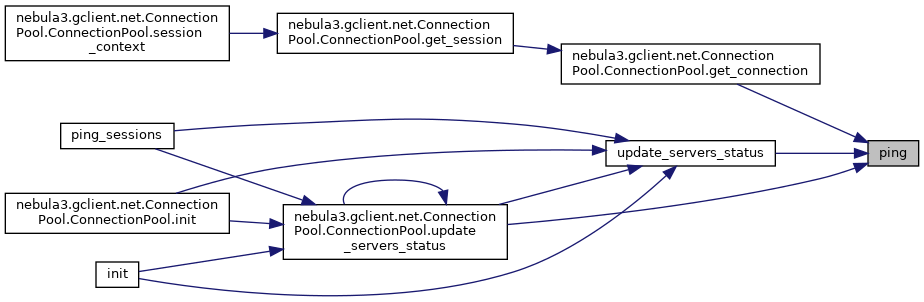 nebula3.gclient.net.Connection
Pool.ConnectionPool.session
_context
nebula3.gclient.net.Connection
Pool.ConnectionPool.get_session
nebula3.gclient.net.Connection
Pool.ConnectionPool.get_connection
ping_sessions
update_servers_status
ping
nebula3.gclient.net.Connection
Pool.ConnectionPool.init
nebula3.gclient.net.Connection
Pool.ConnectionPool.update
_servers_status
init